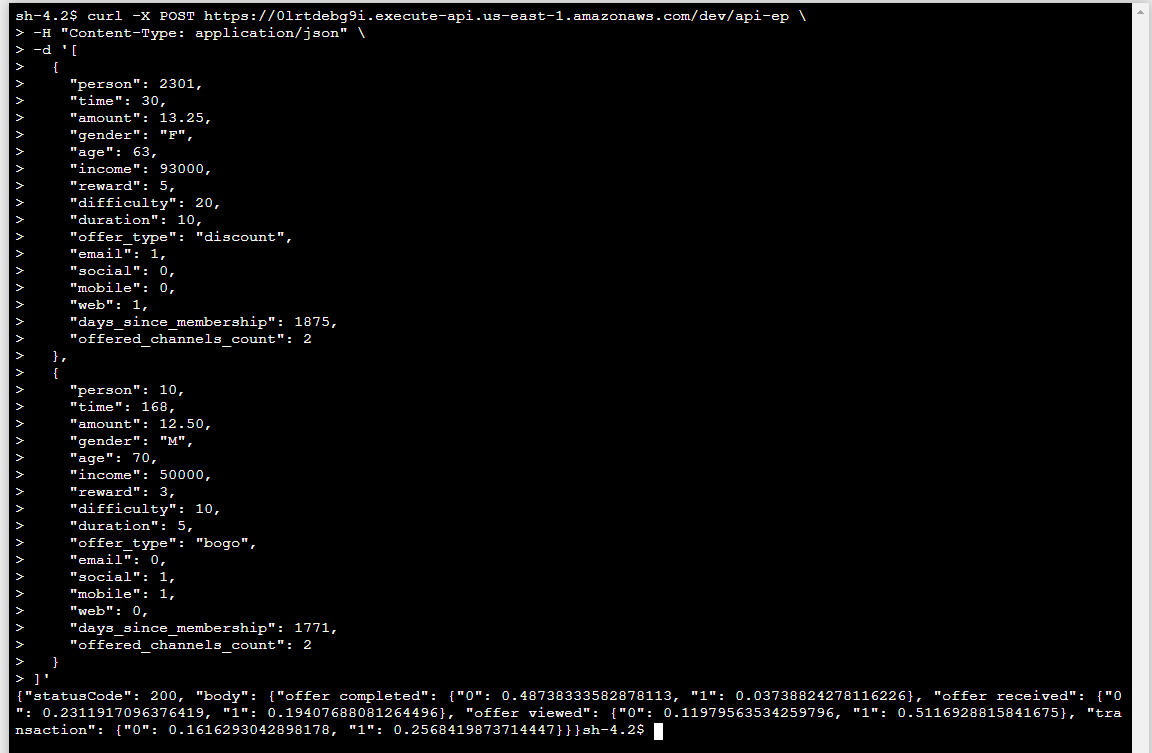 sh-4.2$ curl -X POST https://0lrtdebg9i.execute-api.us-east-1.amazonaws.com/dev/api-ep \
> -H "Content-Type: application/json" \
> -d '[
>   {
>     "person": 2301,
>     "time": 30,
>     "amount": 13.25,
>     "gender": "F",
>     "age": 63,
>     "income": 93000,
>     "reward": 5,
>     "difficulty": 20,
>     "duration": 10,
>     "offer_type": "discount",
>     "email": 1,
>     "social": 0,
>     "mobile": 0,
>     "web": 1,
>     "days_since_membership": 1875,
>     "offered_channels_count": 2
>   },
>   {
>     "person": 10,
>     "time": 168,
>     "amount": 12.50,
>     "gender": "M",
>     "age": 70,
>     "income": 50000,
>     "reward": 3,
>     "difficulty": 10,
>     "duration": 5,
>     "offer_type": "bogo",
>     "email": 0,
>     "social": 1,
>     "mobile": 1,
>     "web": 0,
>     "days_since_membership": 1771,
>     "offered_channels_count": 2
>   }
> ]'
{"statusCode": 200, "body": {"offer completed": {"0": 0.48738333582878113, "1": 0.03738824278116226}, "offer received": {"0
": 0.2311917096376419, "1": 0.19407688081264496}, "offer viewed": {"0": 0.11979563534259796, "1": 0.5116928815841675}, "tra
nsaction": {"0": 0.1616293042898178, "1": 0.2568419873714447}}}sh-4.2$